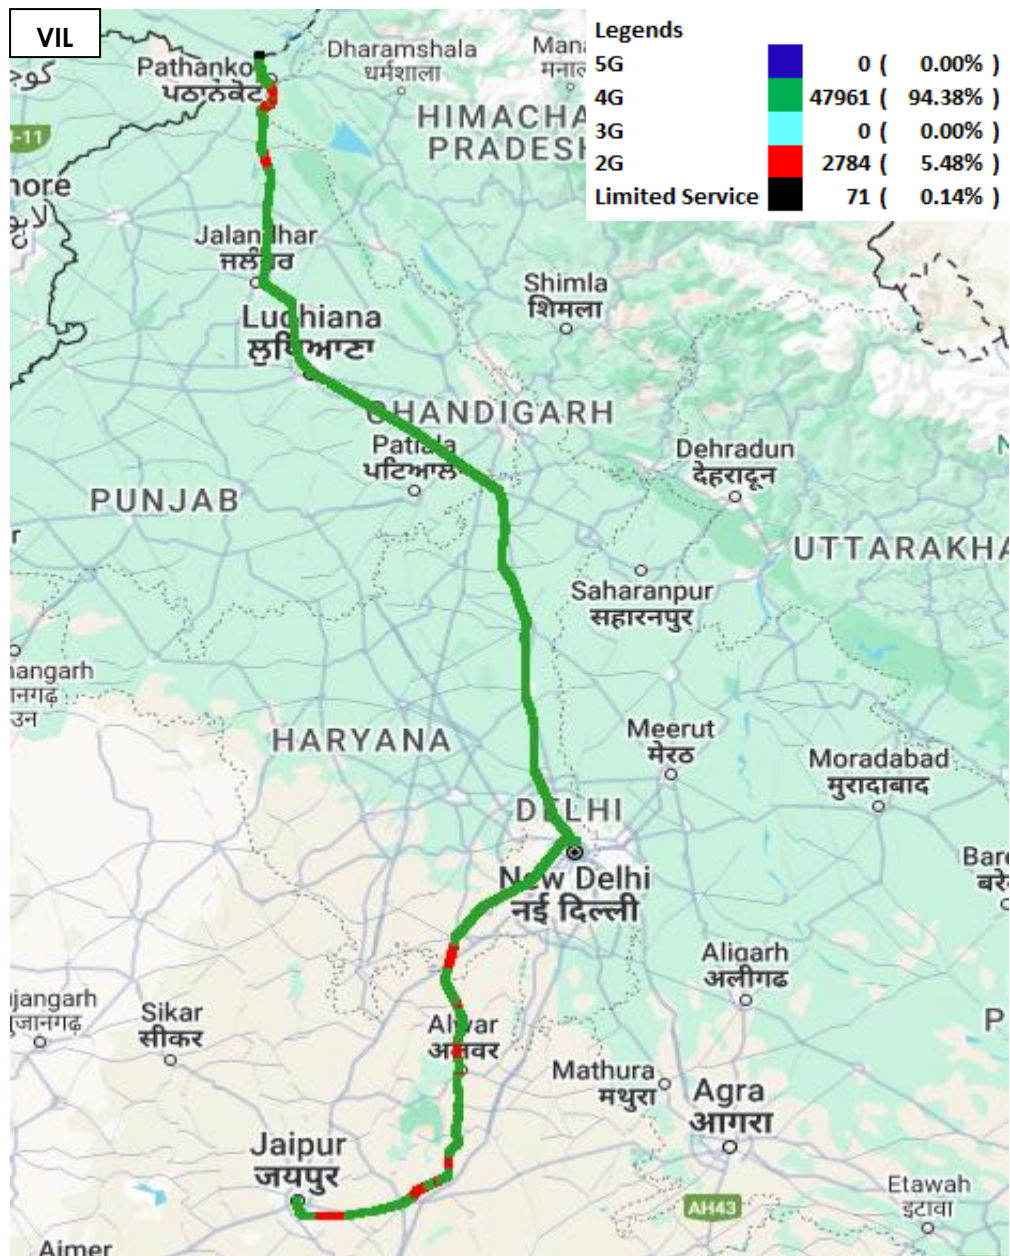 VIL
Legends
5G 0 ( 0.00% )
4G 47961 ( 94.38% )
3G 0 ( 0.00% )
2G 2784 ( 5.48% )
Limited Service 71 ( 0.14% )
Dharamshala
धर्मशाला
HIMACHA
PRADESH
Jalandhar
Shimla
शिमला
Ludhiana
ਲੁਧਿਆਣਾ
CHANDIGARH
Patiala
ਪਟਿਆਲਾ
Dehradun
देहरादून
PUNJAB
UTTARAKHA
Saharanpur
सहारनपुर
HARYANA
Meerut
मेरठ
Moradabad
मुरादाबाद
DELHI
New Delhi
नई दिल्ली
Aligarh
अलीगढ
Sikar
सीकर
Alwar
अलवर
Mathura
मथुरा
Agra
आगरा
Jaipur
जयपुर
AH43
Etawah
इटावा